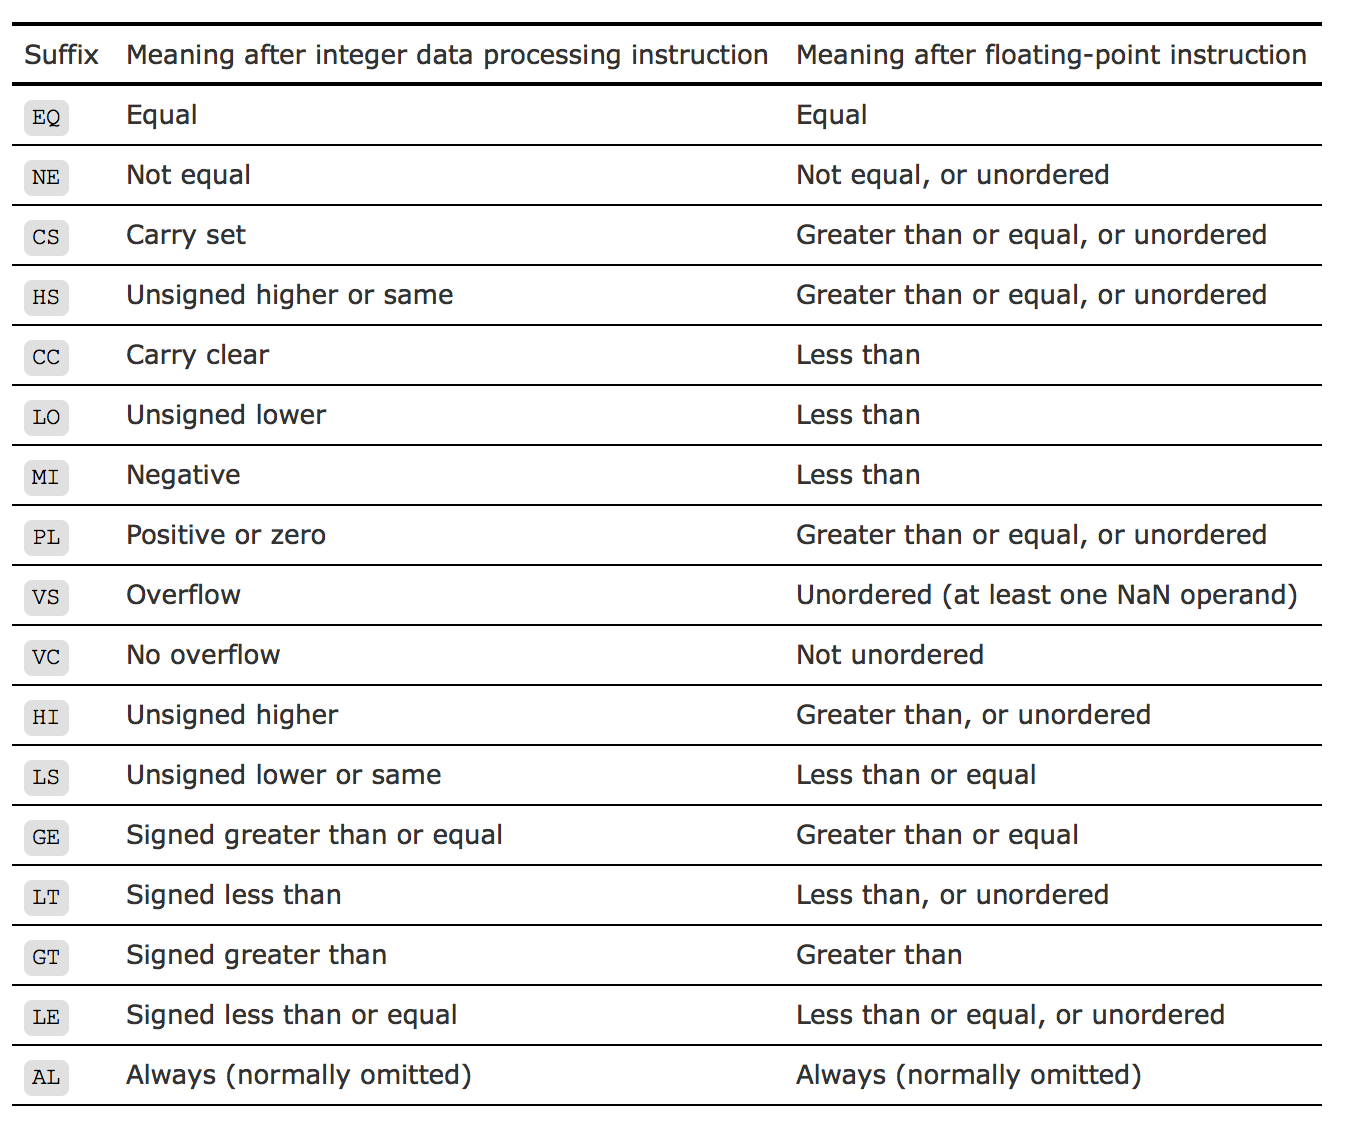 Suffix Meaning after integer data processing instruction Meaning after floating-point instruction
EQ Equal Equal
NE Not equal Not equal, or unordered
CS Carry set Greater than or equal, or unordered
HS Unsigned higher or same Greater than or equal, or unordered
CC Carry clear Less than
LO Unsigned lower Less than
MI Negative Less than
PL Positive or zero Greater than or equal, or unordered
VS Overflow Unordered (at least one NaN operand)
VC No overflow Not unordered
HI Unsigned higher Greater than, or unordered
LS Unsigned lower or same Less than or equal
GE Signed greater than or equal Greater than or equal
LT Signed less than Less than, or unordered
GT Signed greater than Greater than
LE Signed less than or equal Less than or equal, or unordered
AL Always (normally omitted) Always (normally omitted)